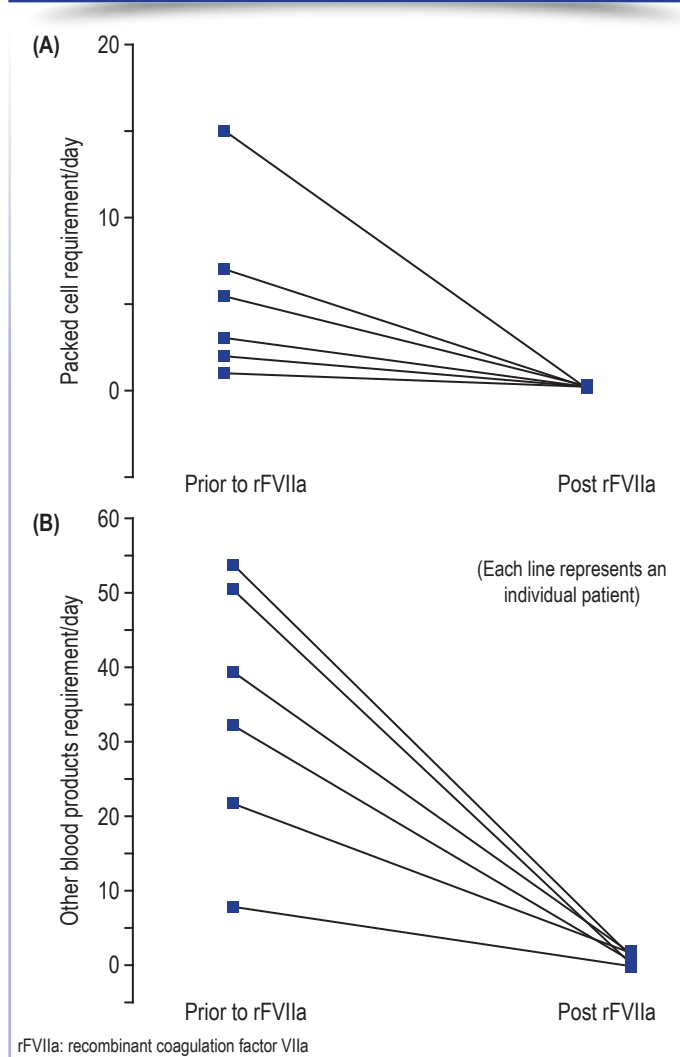 (A)
20
10
0
Packed cell requirement/day
Prior to rFVIIa
Post rFVIIa
(B)
60
50
40
30
20
10
0
Other blood products requirement/day
(Each line represents an
individual patient)
Prior to rFVIIa
Post rFVIIa
rFVIIa: recombinant coagulation factor VIIa